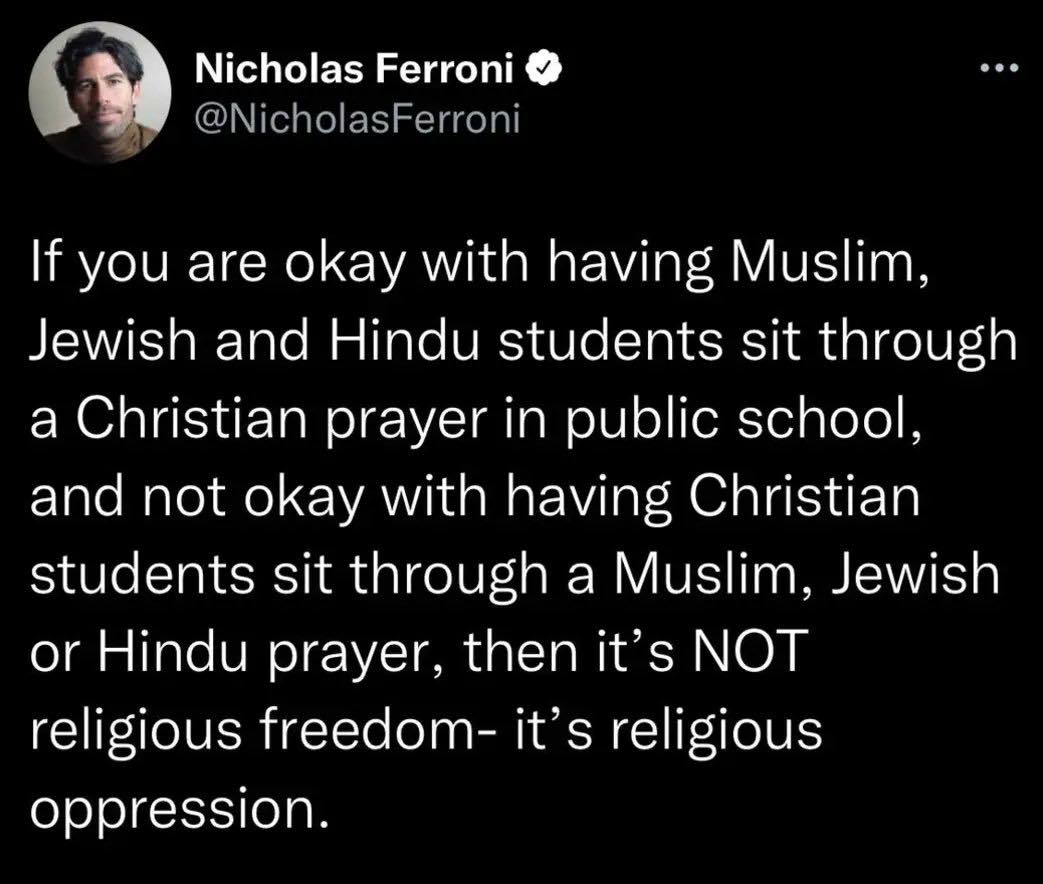 Nicholas Ferroni
@NicholasFerroni
If you are okay with having Muslim,
Jewish and Hindu students sit through
a Christian prayer in public school,
and not okay with having Christian
students sit through a Muslim, Jewish
or Hindu prayer, then it’s NOT
religious freedom- it’s religious
oppression.